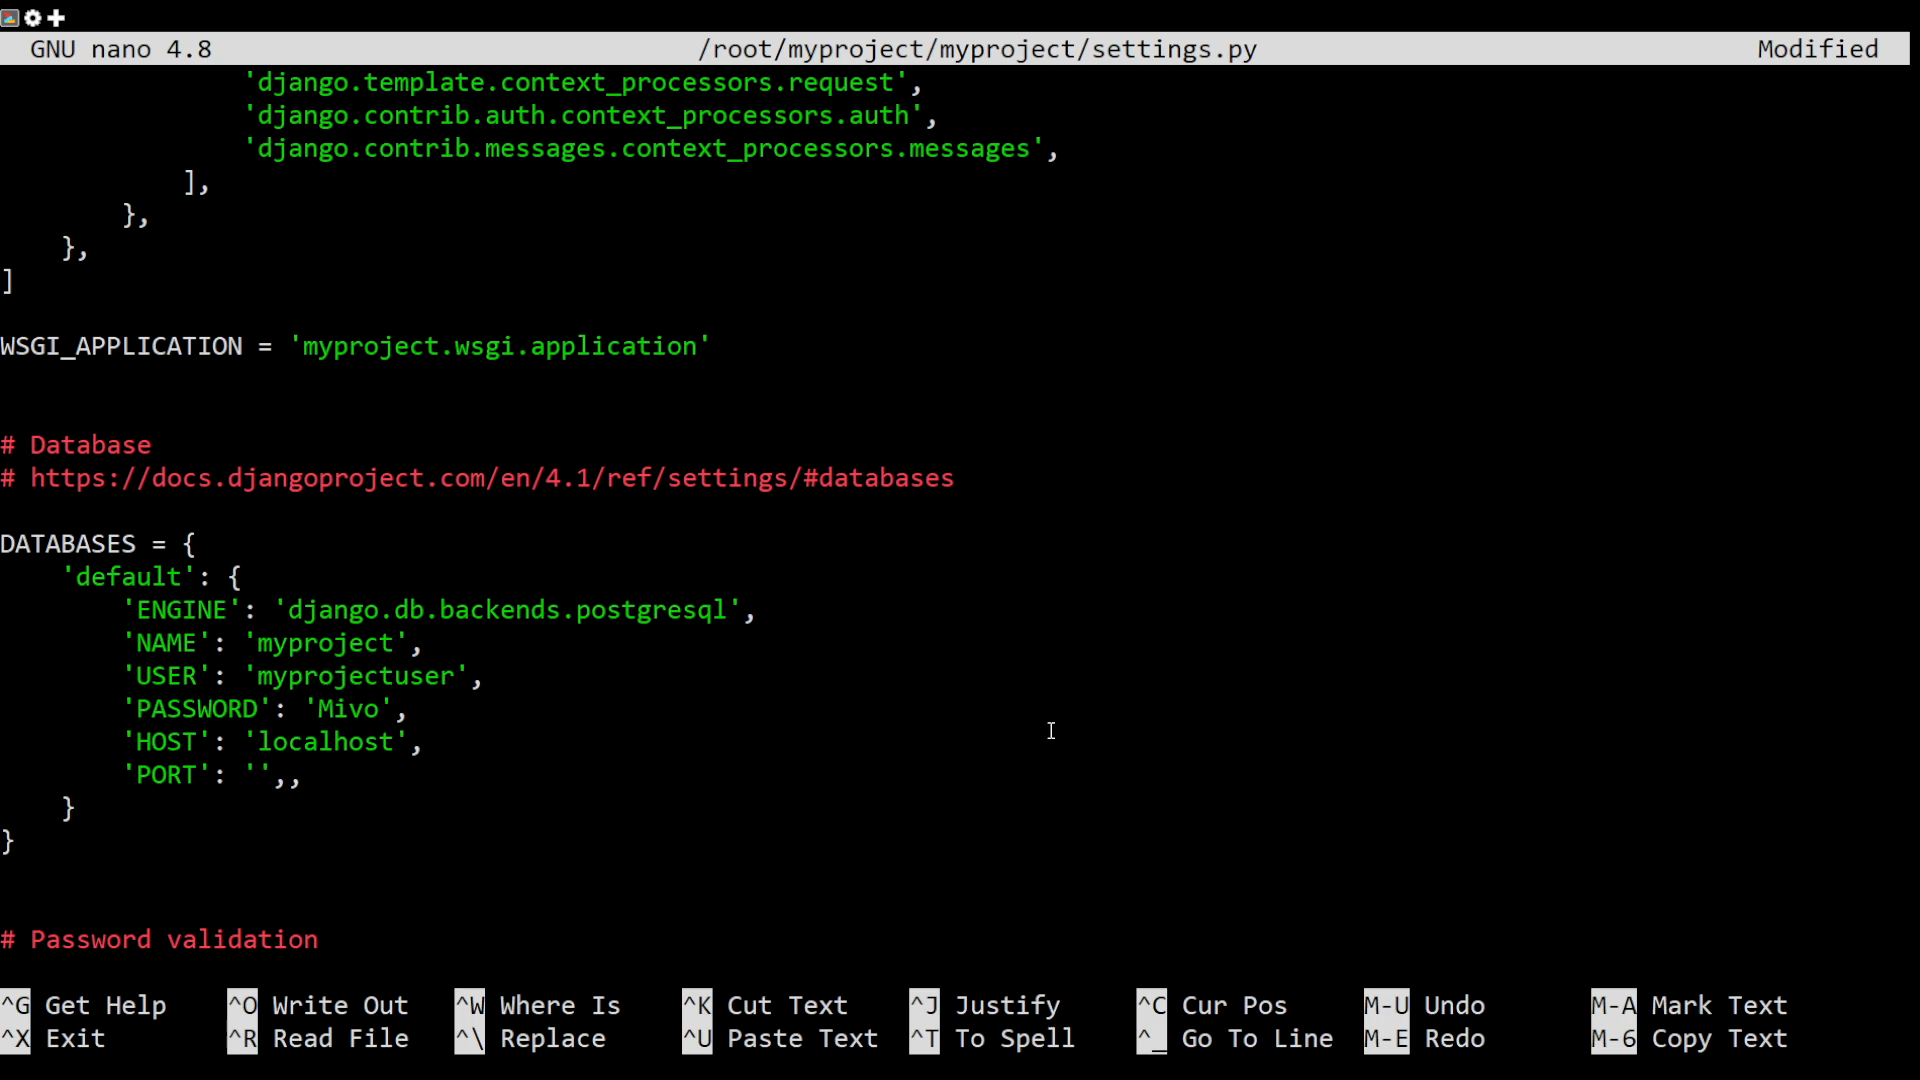 GNU nano 4.8 /root/myproject/myproject/settings.py Modified
                'django.template.context_processors.request',
                'django.contrib.auth.context_processors.auth',
                'django.contrib.messages.context_processors.messages',
            ],
        },
    },
]
WSGI_APPLICATION = 'myproject.wsgi.application'
# Database
# https://docs.djangoproject.com/en/4.1/ref/settings/#databases
DATABASES = {
    'default': {
        'ENGINE': 'django.db.backends.postgresql',
        'NAME': 'myproject',
        'USER': 'myprojectuser',
        'PASSWORD': 'Mivo',
        'HOST': 'localhost',
        'PORT': '',,
    }
}
# Password validation
^G Get Help ^O Write Out ^W Where Is ^K Cut Text ^J Justify ^C Cur Pos M-U Undo M-A Mark Text
^X Exit ^R Read File ^\ Replace ^U Paste Text ^T To Spell ^_ Go To Line M-E Redo M-6 Copy Text